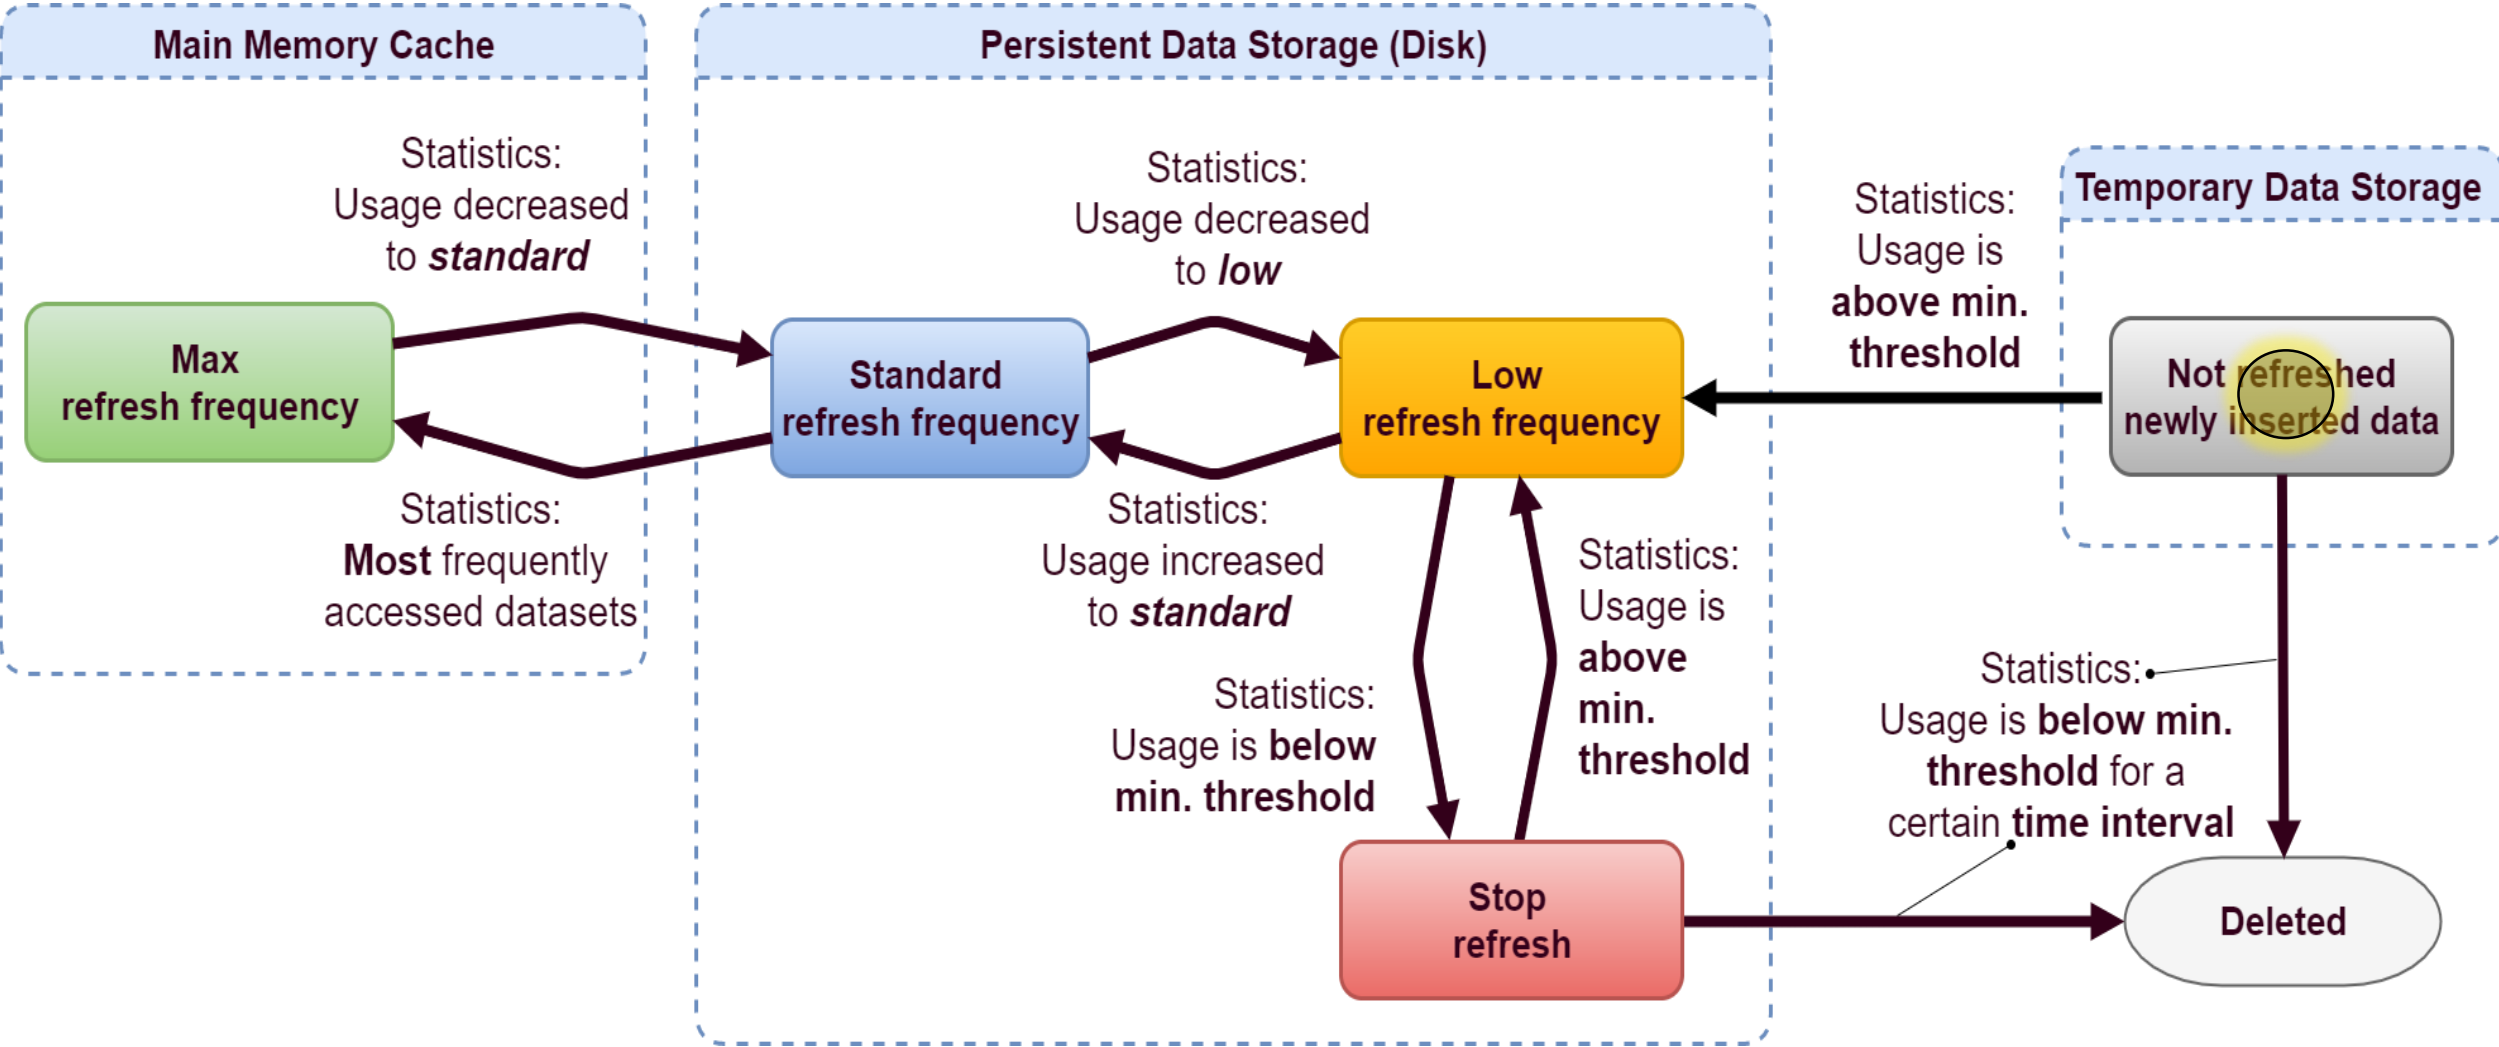 Main Memory Cache
Persistent Data Storage (Disk)
Temporary Data Storage
Statistics:
Usage decreased
to standard
Statistics:
Usage decreased
to low
Statistics:
Usage is
above min.
threshold
Max
refresh frequency
Standard
refresh frequency
Low
refresh frequency
Not refreshed
newly inserted data
Statistics:
Most frequently
accessed datasets
Statistics:
Usage increased
to standard
Statistics:
Usage is
above
min.
threshold
Statistics:
Usage is below
min. threshold
Statistics:
Usage is below min.
threshold for a
certain time interval
Stop
refresh
Deleted